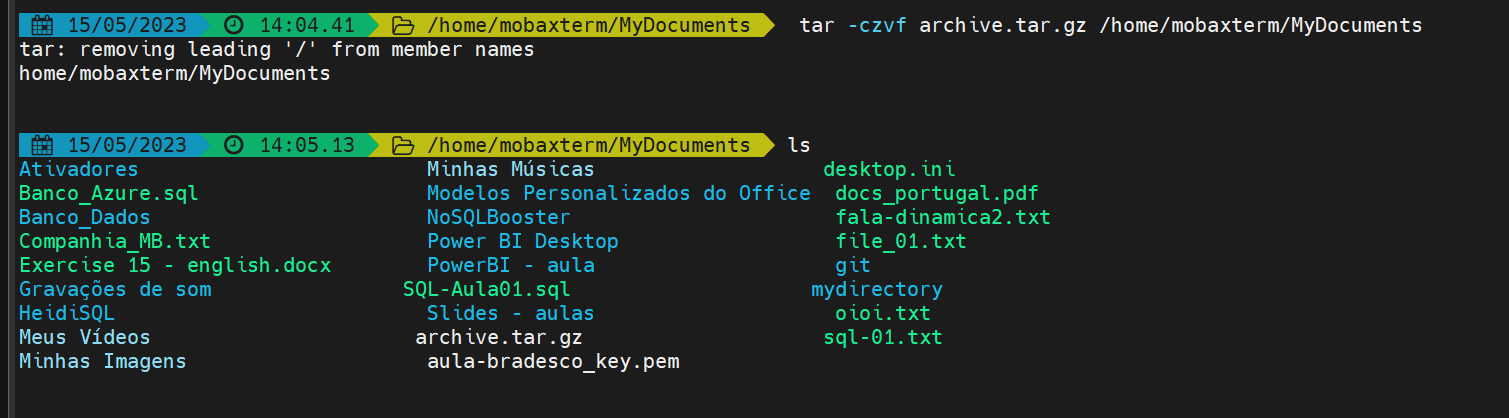 15/05/2023 14:04.41 /home/mobaxterm/MyDocuments tar -czvf archive.tar.gz /home/mobaxterm/MyDocuments
tar: removing leading '/' from member names
home/mobaxterm/MyDocuments
15/05/2023 14:05.13 /home/mobaxterm/MyDocuments ls
Ativadores Minhas Músicas desktop.ini
Banco_Azure.sql Modelos Personalizados do Office docs_portugal.pdf
Banco_Dados NoSQLBooster fala-dinamica2.txt
Companhia_MB.txt Power BI Desktop file_01.txt
Exercise 15 - english.docx PowerBI - aula git
Gravações de som SQL-Aula01.sql mydirectory
HeidiSQL Slides - aulas oioi.txt
Meus Vídeos archive.tar.gz sql-01.txt
Minhas Imagens aula-bradesco_key.pem